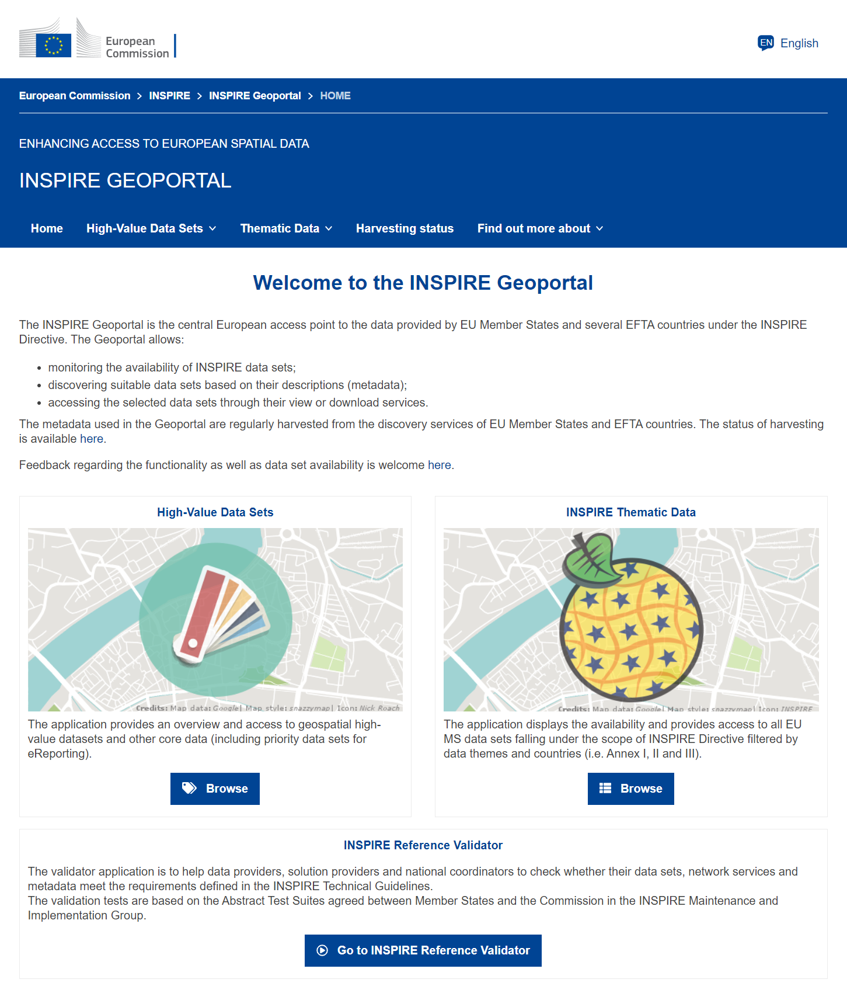 European
Commission
EN English
European Commission > INSPIRE > INSPIRE Geoportal > HOME
ENHANCING ACCESS TO EUROPEAN SPATIAL DATA
INSPIRE GEOPORTAL
Home High-Value Data Sets Thematic Data Harvesting status Find out more about
Welcome to the INSPIRE Geoportal
The INSPIRE Geoportal is the central European access point to the data provided by EU Member States and several EFTA countries under the INSPIRE
Directive. The Geoportal allows:
• monitoring the availability of INSPIRE data sets;
• discovering suitable data sets based on their descriptions (metadata);
• accessing the selected data sets through their view or download services.
The metadata used in the Geoportal are regularly harvested from the discovery services of EU Member States and EFTA countries. The status of harvesting
is available here.
Feedback regarding the functionality as well as data set availability is welcome here.
High-Value Data Sets
Credits: Map data: Google| Map style: snazzymap| Icon: Nick Roach
The application provides an overview and access to geospatial high-
value datasets and other core data (including priority data sets for
eReporting).
Browse
INSPIRE Thematic Data
Credits: Map data: Google| Map style: snazzymap| Icon: INSPIRE
The application displays the availability and provides access to all EU
MS data sets falling under the scope of INSPIRE Directive filtered by
data themes and countries (i.e. Annex I, II and III).
Browse
INSPIRE Reference Validator
The validator application is to help data providers, solution providers and national coordinators to check whether their data sets, network services and
metadata meet the requirements defined in the INSPIRE Technical Guidelines.
The validation tests are based on the Abstract Test Suites agreed between Member States and the Commission in the INSPIRE Maintenance and
Implementation Group.
Go to INSPIRE Reference Validator